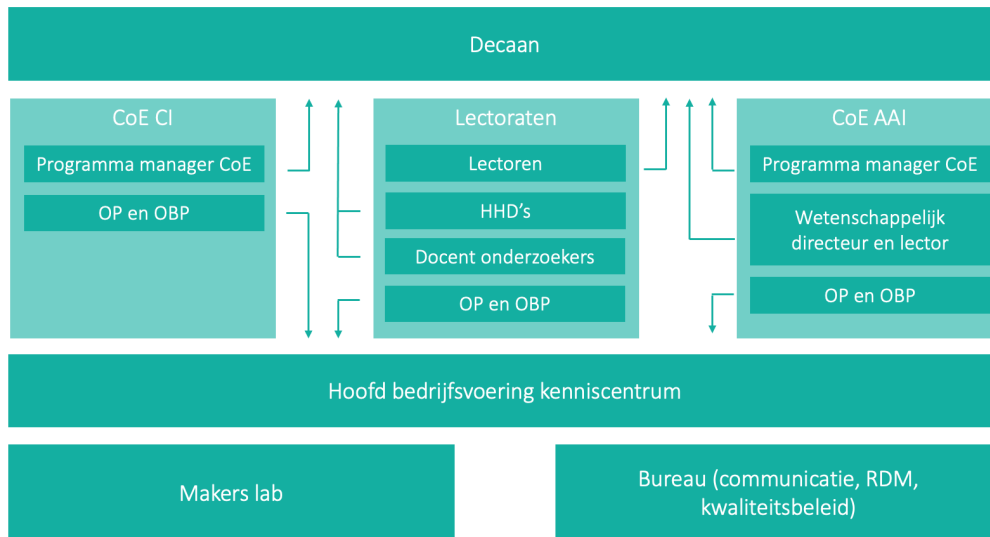 Decaan
CoE CI
Programma manager CoE
OP en OBP
Lectoraten
Lectoren
HHD's
Docent onderzoekers
OP en OBP
CoE AAI
Programma manager CoE
Wetenschappelijk
directeur en lector
OP en OBP
Hoofd bedrijfsvoering kenniscentrum
Makers lab
Bureau (communicatie, RDM,
kwaliteitsbeleid)